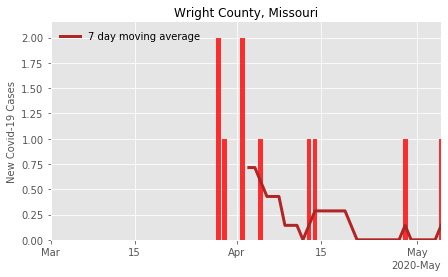 Wright County, Missouri
7 day moving average
New Covid-19 Cases
2.00
1.75
1.50
1.25
1.00
0.75
0.50
0.25
0.00
Mar
15
Apr
15
May
2020-May